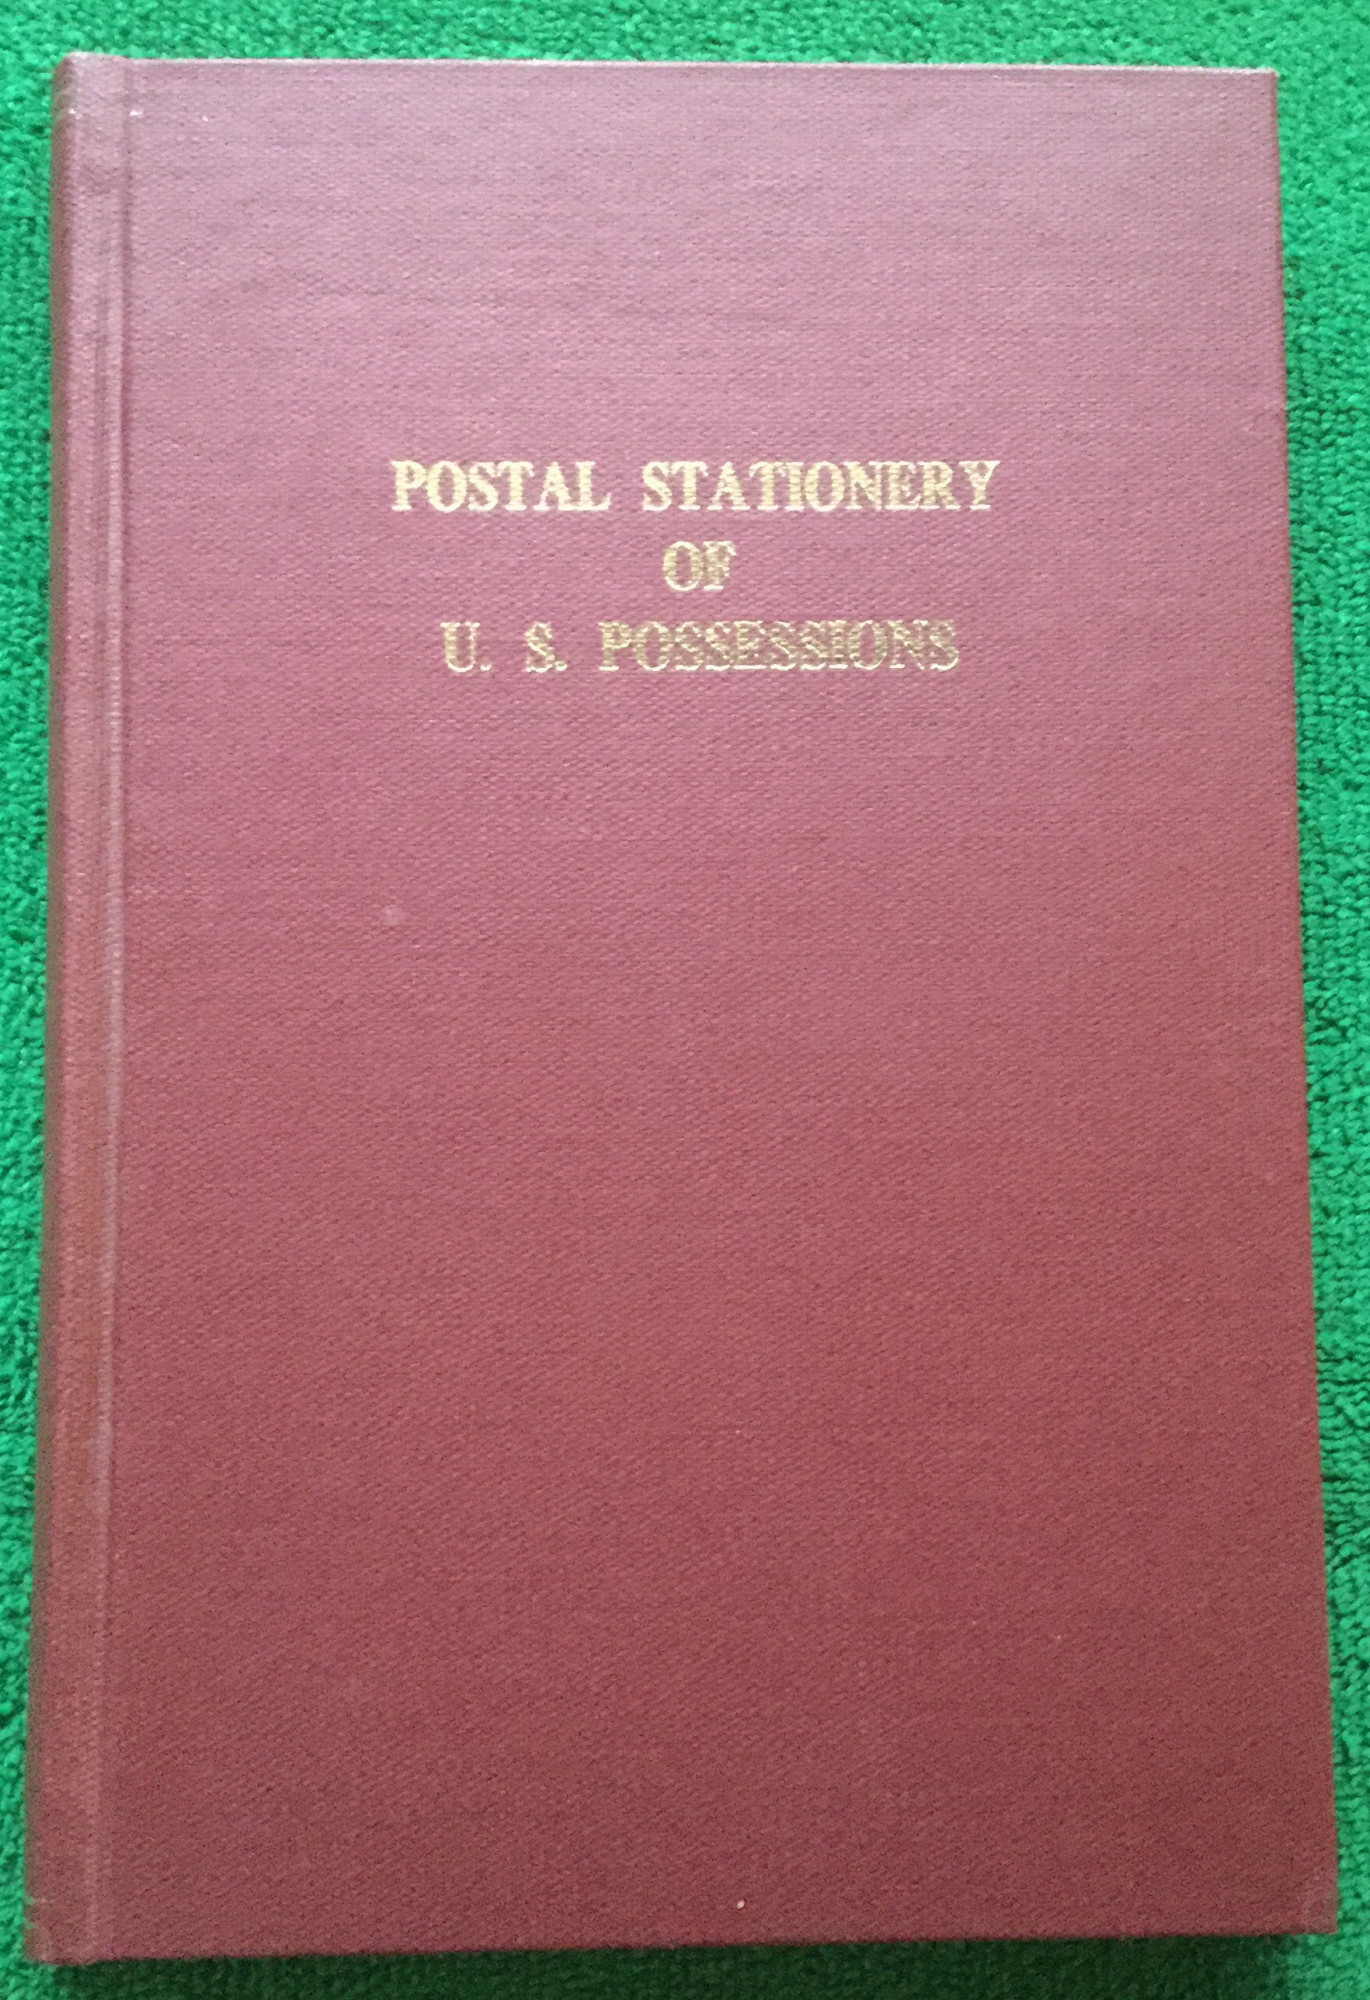 POSTAL STATIONERY
OF
U. S. POSSESSIONS